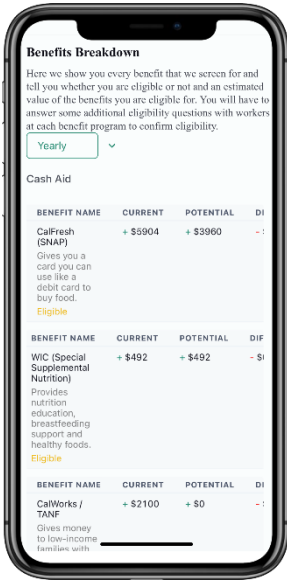 Benefits Breakdown
Here we show you every benefit that we screen for and
tell you whether you are eligible or not and an estimated
value of the benefits you are eligible for. You will have to
answer some additional eligibility questions with workers
at each benefit program to confirm eligibility.
Yearly
Cash Aid
BENEFIT NAME CURRENT POTENTIAL
CalFresh + $5904 + $3960 -
(SNAP)
Gives you a
card you can
use like a
debit card to
buy food.
Eligible
BENEFIT NAME CURRENT POTENTIAL DIF
WIC (Special + $492 + $492 - $
Supplemental
Nutrition)
Provides
nutrition
education,
breastfeeding
support and
healthy foods.
Eligible
BENEFIT NAME CURRENT POTENTIAL
CalWorks / + $2100 + $0 -
TANF
Gives money
to low-income
families with